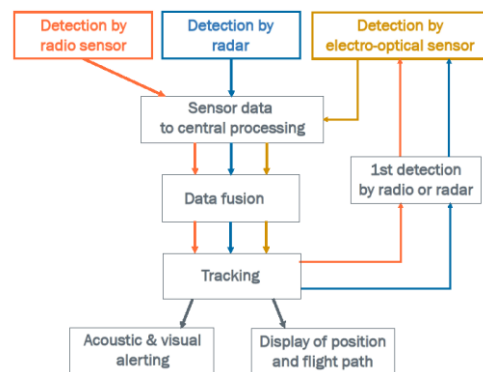 Detection by
radio sensor
Detection by
radar
Detection by
electro-optical sensor
Sensor data
to central processing
1st detection
by radio or radar
Data fusion
Tracking
Acoustic & visual
alerting
Display of position
and flight path